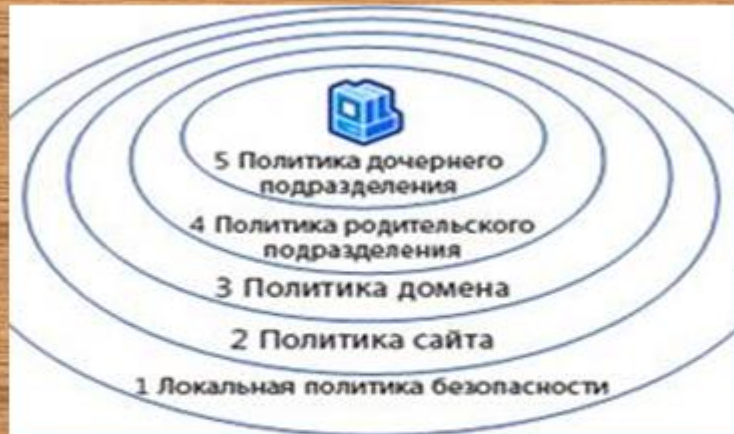 5 Политика дочернего
подразделения
4 Политика родительского
подразделения
3 Политика домена
2 Политика сайта
1 Локальная политика безопасности